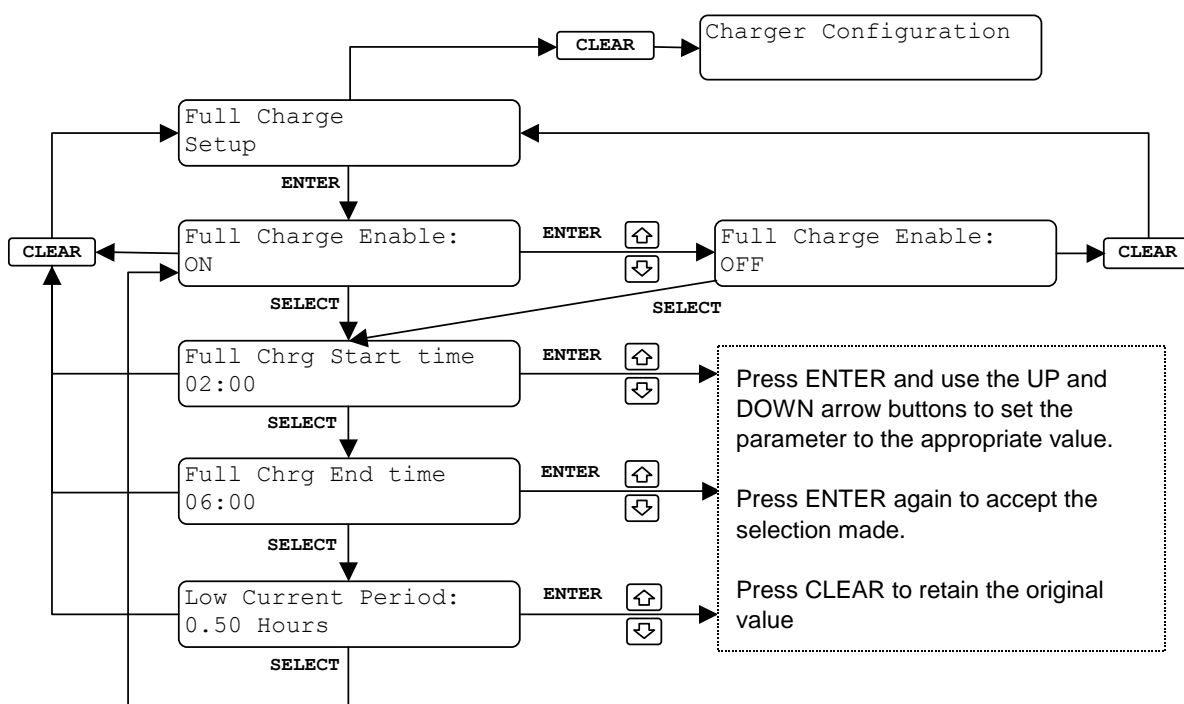 Charger Configuration
CLEAR
Full Charge
Setup
ENTER
CLEAR
Full Charge Enable:
ON
ENTER
Full Charge Enable:
OFF
CLEAR
SELECT
SELECT
Full Chrg Start time
02:00
ENTER
SELECT
Full Chrg End time
06:00
ENTER
SELECT
Low Current Period:
0.50 Hours
ENTER
SELECT
Press ENTER and use the UP and
DOWN arrow buttons to set the
parameter to the appropriate value.
Press ENTER again to accept the
selection made.
Press CLEAR to retain the original
value